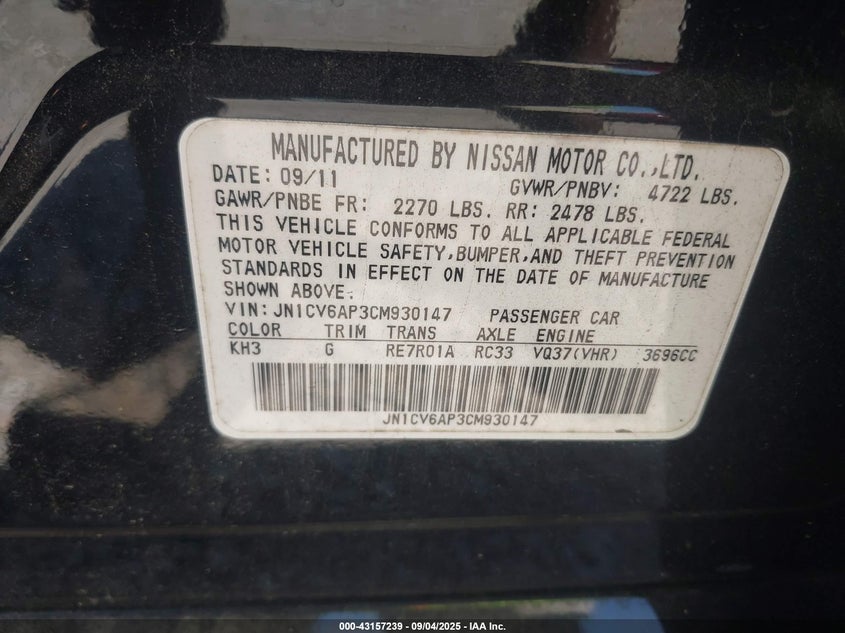 MANUFACTURED BY NISSAN MOTOR CO.,LTD.
DATE: 09/11 GVWR/PNBV: 4722 LBS.
GAWR/PNBE FR: 2270 LBS. RR: 2478 LBS.
THIS VEHICLE CONFORMS TO ALL APPLICABLE FEDERAL
MOTOR VEHICLE SAFETY,BUMPER,AND THEFT PREVENTION
STANDARDS IN EFFECT ON THE DATE OF MANUFACTURE
SHOWN ABOVE.
VIN: JN1CV6AP3CM930147 PASSENGER CAR
COLOR TRIM TRANS AXLE ENGINE
KH3 G RE7R01A RC33 VQ37(VHR) 3696CC
JN1CV6AP3CM930147
000-43157239 - 09/04/2025 - IAA Inc.